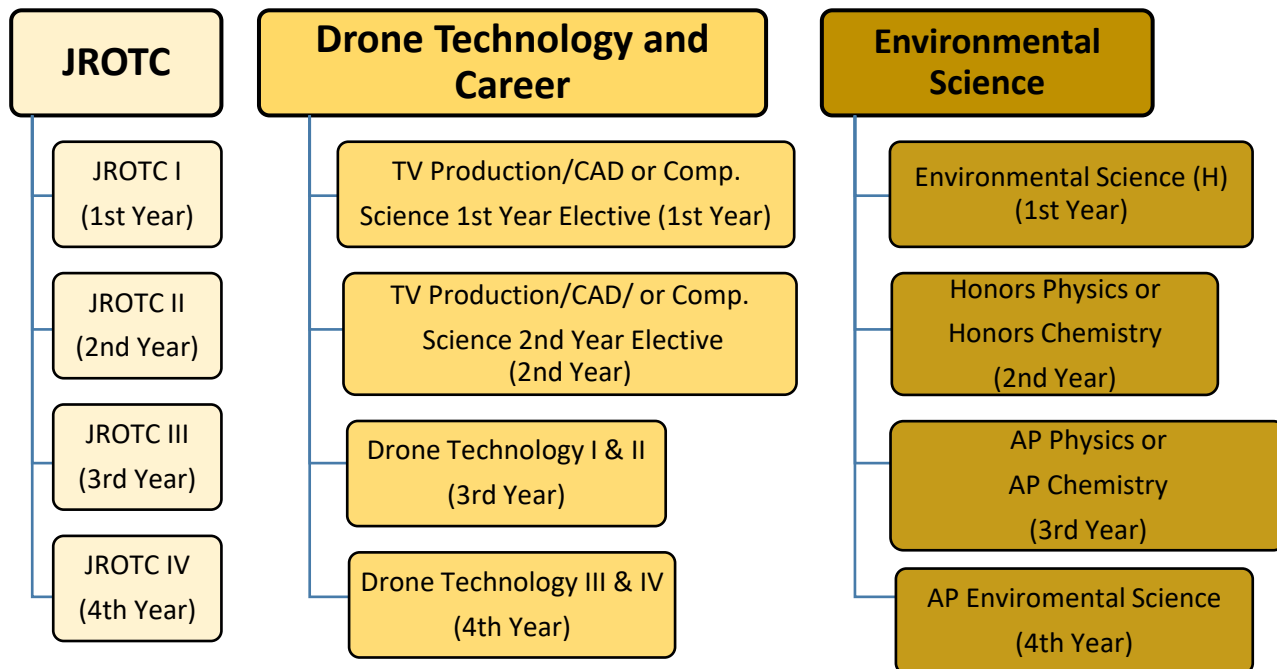 JROTC
JROTC I
(1st Year)
JROTC II
(2nd Year)
JROTC III
(3rd Year)
JROTC IV
(4th Year)
Drone Technology and
Career
TV Production/CAD or Comp.
Science 1st Year Elective (1st Year)
TV Production/CAD/ or Comp.
Science 2nd Year Elective
(2nd Year)
Drone Technology I & II
(3rd Year)
Drone Technology III & IV
(4th Year)
Environmental
Science
Environmental Science (H)
(1st Year)
Honors Physics or
Honors Chemistry
(2nd Year)
AP Physics or
AP Chemistry
(3rd Year)
AP Enviromental Science
(4th Year)